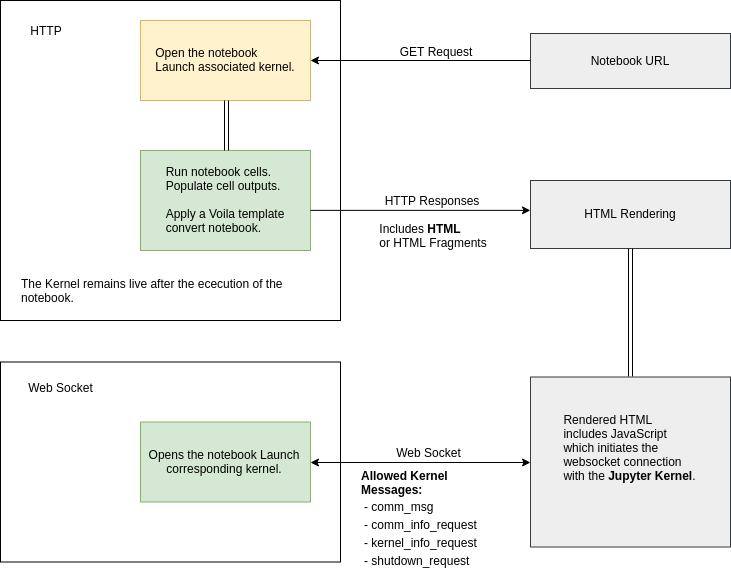 HTTP
Open the notebook
Launch associated kernel.
GET Request
Notebook URL
Run notebook cells.
Populate cell outputs.
Apply a Voila template
convert notebook.
HTTP Responses
Includes HTML
or HTML Fragments
HTML Rendering
The Kernel remains live after the ececution of the
notebook.
Web Socket
Opens the notebook Launch
corresponding kernel.
Web Socket
Allowed Kernel
Messages:
- comm_msg
- comm_info_request
- kernel_info_request
- shutdown_request
Rendered HTML
includes JavaScript
which initiates the
websocket connection
with the Jupyter Kernel.